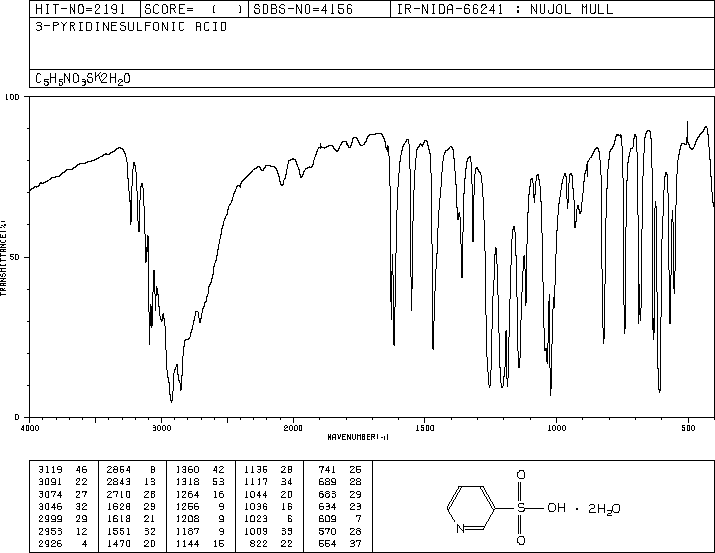 HIT-NO=2191 SCORE= ( ) SDBS-NO=4156 IR-NIDA-66241 : NUJOL MULL
3-PYRIDINESULFONIC ACID
C5H5NO3S 2H2O
100
50
0
TRANSMITTANCE(%)
4000 3000 2000 1500 1000 500
WAVENUMBER(-1)
3119 46 2854 8 1360 42 1136 28 741 25
3091 22 2843 13 1318 53 1117 34 689 28
3074 27 2710 28 1264 16 1044 20 683 29
3046 32 1628 29 1256 9 1036 16 634 23
2999 29 1618 21 1208 9 1023 6 609 7
2953 12 1551 32 1187 9 1009 39 570 28
2926 4 1470 20 1144 15 822 22 554 37
N
O
S
O
OH · 2H2O